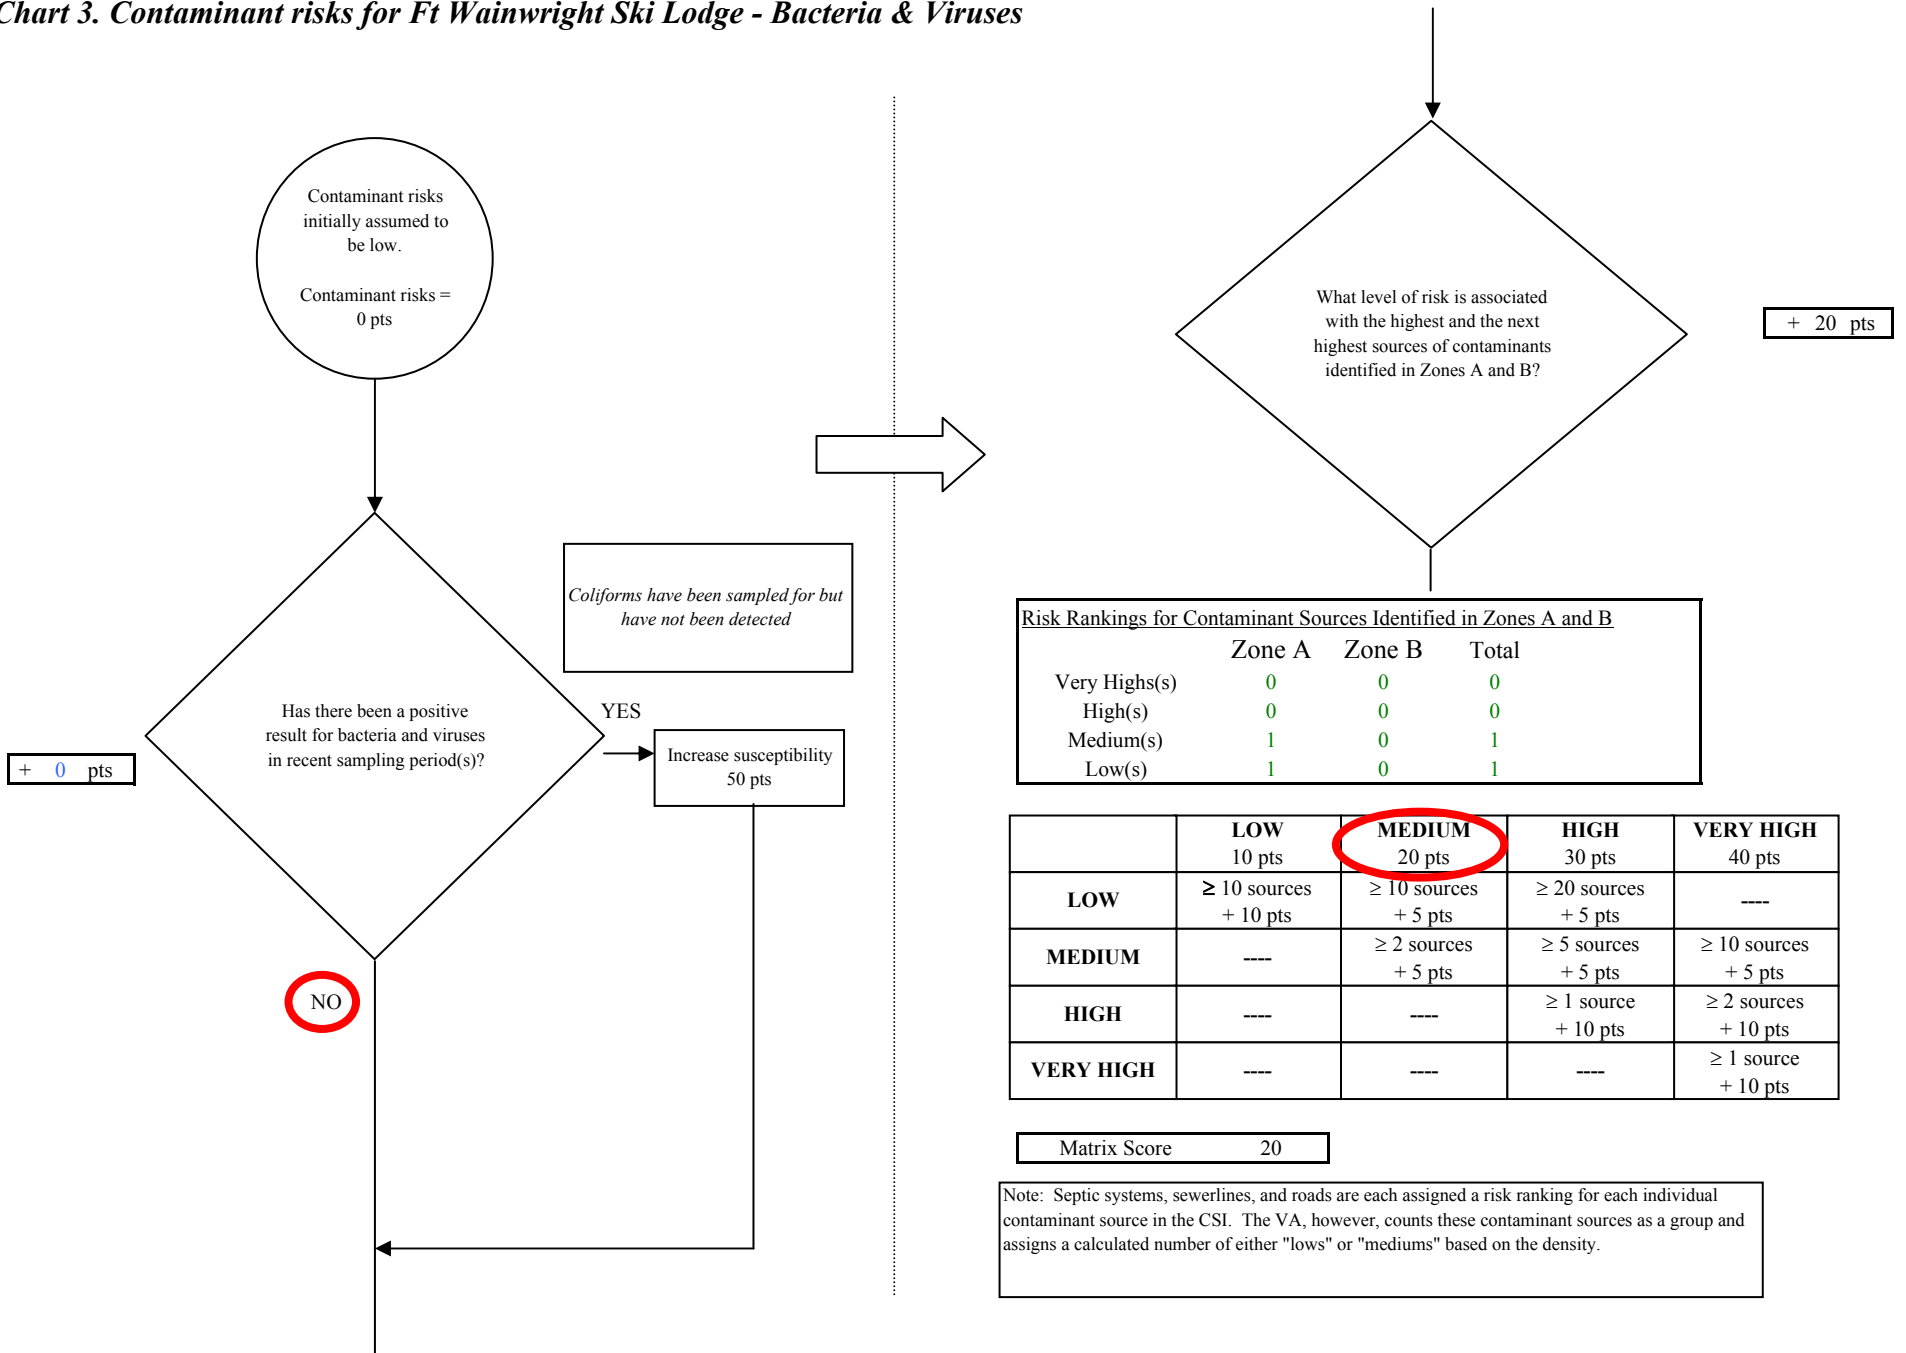 Chart 3. Contaminant risks for Ft Wainwright Ski Lodge - Bacteria & Viruses
Contaminant risks
initially assumed to
be low.
Contaminant risks =
0 pts
Coliforms have been sampled for but
have not been detected
Has there been a positive
result for bacteria and viruses
in recent sampling period(s)?
YES
Increase susceptibility
50 pts
+ 0 pts
NO
What level of risk is associated
with the highest and the next
highest sources of contaminants
identified in Zones A and B?
+ 20 pts
Risk Rankings for Contaminant Sources Identified in Zones A and B
Zone A Zone B Total
Very Highs(s) 0 0 0
High(s) 0 0 0
Medium(s) 1 0 1
Low(s) 1 0 1
LOW MEDIUM HIGH VERY HIGH
10 pts 20 pts 30 pts 40 pts
LOW ≥ 10 sources ≥ 10 sources ≥ 20 sources ----
+ 10 pts + 5 pts + 5 pts
MEDIUM ---- ≥ 2 sources ≥ 5 sources ≥ 10 sources
+ 5 pts + 5 pts + 5 pts
HIGH ---- ---- ≥ 1 source ≥ 2 sources
+ 10 pts + 10 pts
VERY HIGH ---- ---- ---- ≥ 1 source
+ 10 pts
Matrix Score 20
Note: Septic systems, sewerlines, and roads are each assigned a risk ranking for each individual
contaminant source in the CSI. The VA, however, counts these contaminant sources as a group and
assigns a calculated number of either "lows" or "mediums" based on the density.